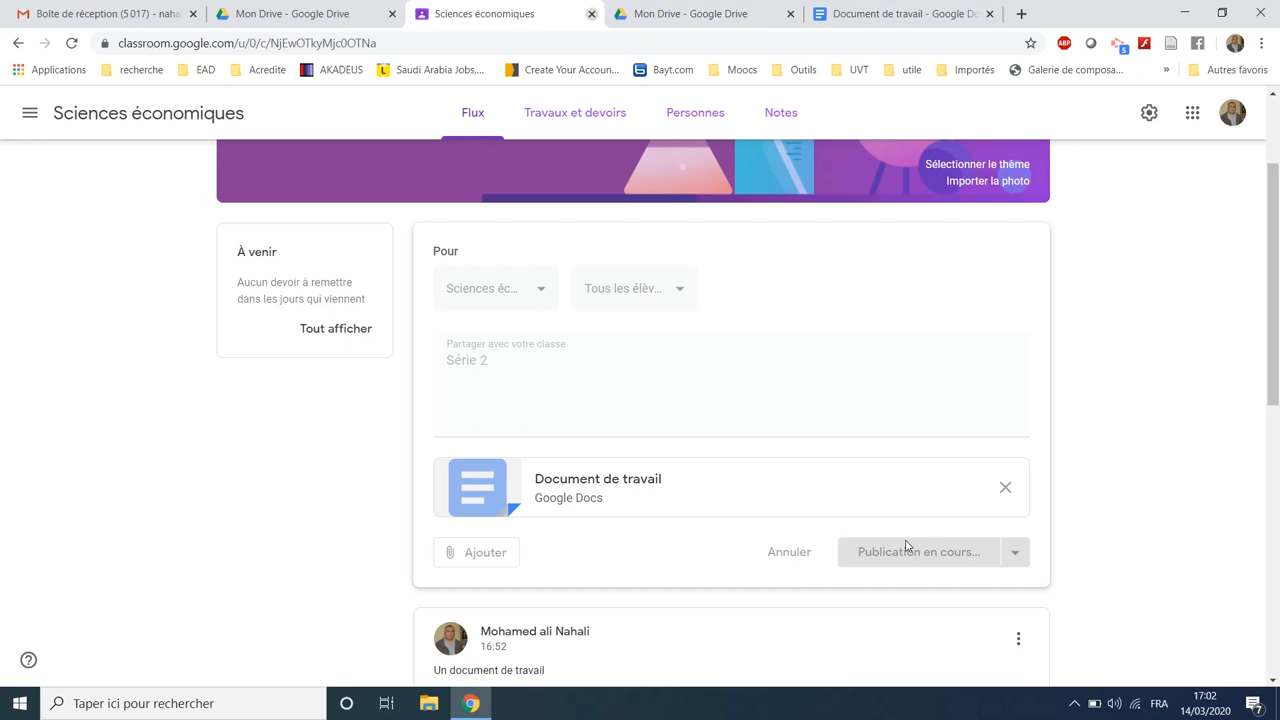 Boîte de réception (5 017) - nahal
Mon Drive - Google Drive
Sciences économiques
Mon Drive - Google Drive
Document de travail - Google Do
classroom.google.com/u/0/c/NjEwOTkyMjc0OTNa
ABP
5
Applications
recherche
EAD
Acredite
AKADEUS
Saudi Arabia Jobs,...
Create Your Accoun...
Bayt.com
Moocs
Outils
UVT
utile
Importés
Galerie de composa...
»
Autres favoris
Sciences économiques
Flux
Travaux et devoirs
Personnes
Notes
Sélectionner le thème
Importer la photo
À venir
Aucun devoir à remettre
dans les jours qui viennent
Tout afficher
Pour
Sciences éc...
Tous les élèv...
Partager avec votre classe
Série 2
Document de travail
Google Docs
Ajouter
Annuler
Publication en cours...
Mohamed ali Nahali
16:52
Un document de travail
Taper ici pour rechercher
FRA
17:02
14/03/2020
7